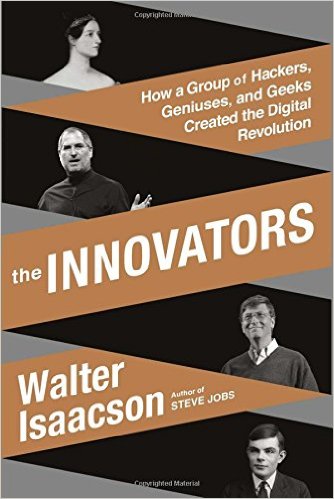 How a Group of Hackers,
Geniuses, and Geeks
Created the Digital
Revolution
the INNOVATORS
Walter
Isaacson
Author of
STEVE JOBS